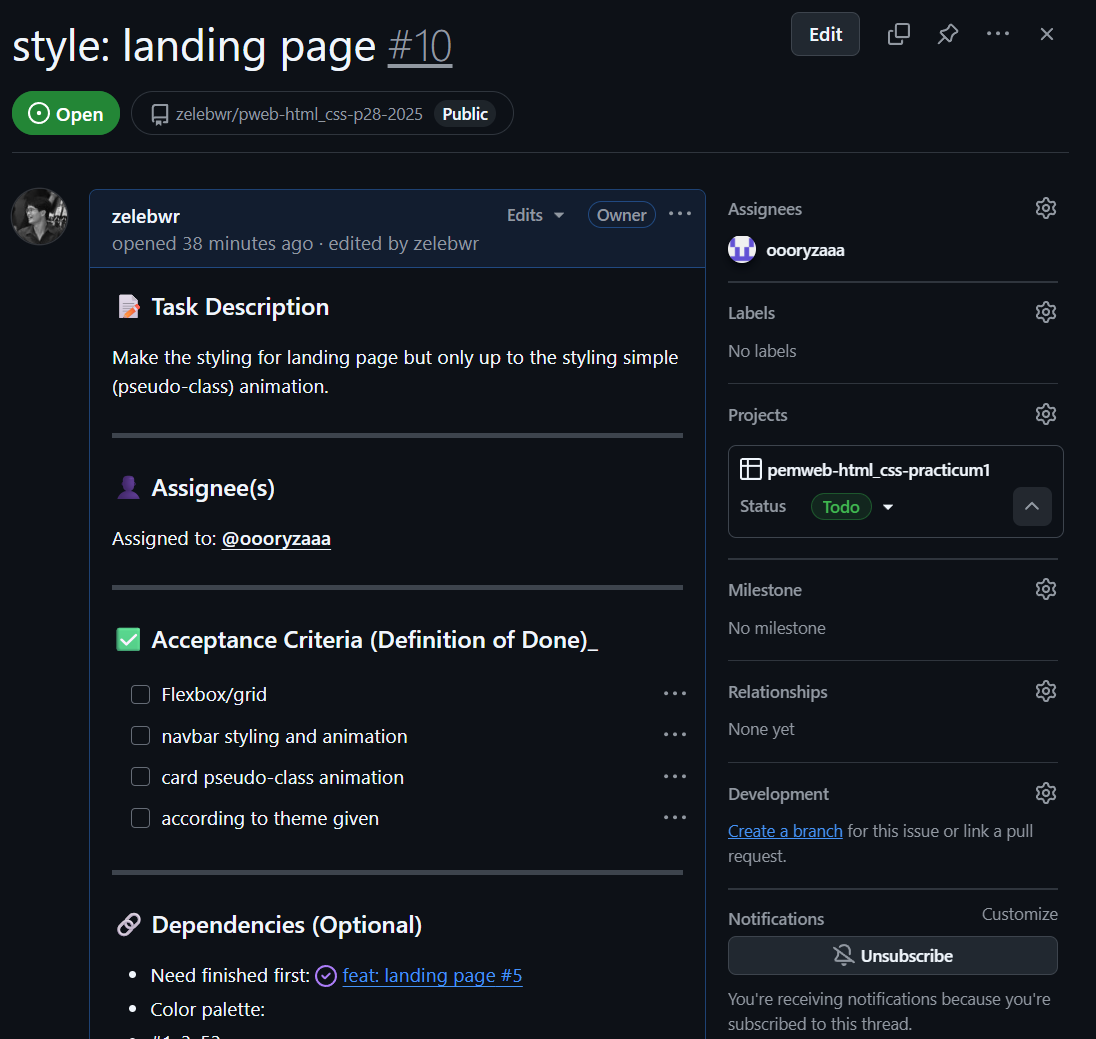 style: landing page #10
Edit
Open
zelebwr/pweb-html_css-p28-2025 Public
zelebwr
Edits
Owner
opened 38 minutes ago · edited by zelebwr
Task Description
Make the styling for landing page but only up to the styling simple
(pseudo-class) animation.
Assignee(s)
Assigned to: @oooryzaaa
Acceptance Criteria (Definition of Done)_
Flexbox/grid
navbar styling and animation
card pseudo-class animation
according to theme given
Dependencies (Optional)
Need finished first: feat: landing page #5
Color palette:
Assignees
oooryzaaa
Labels
No labels
Projects
pemweb-html_css-practicum1
Status Todo
Milestone
No milestone
Relationships
None yet
Development
Create a branch for this issue or link a pull
request.
Notifications
Customize
Unsubscribe
You're receiving notifications because you're
subscribed to this thread.